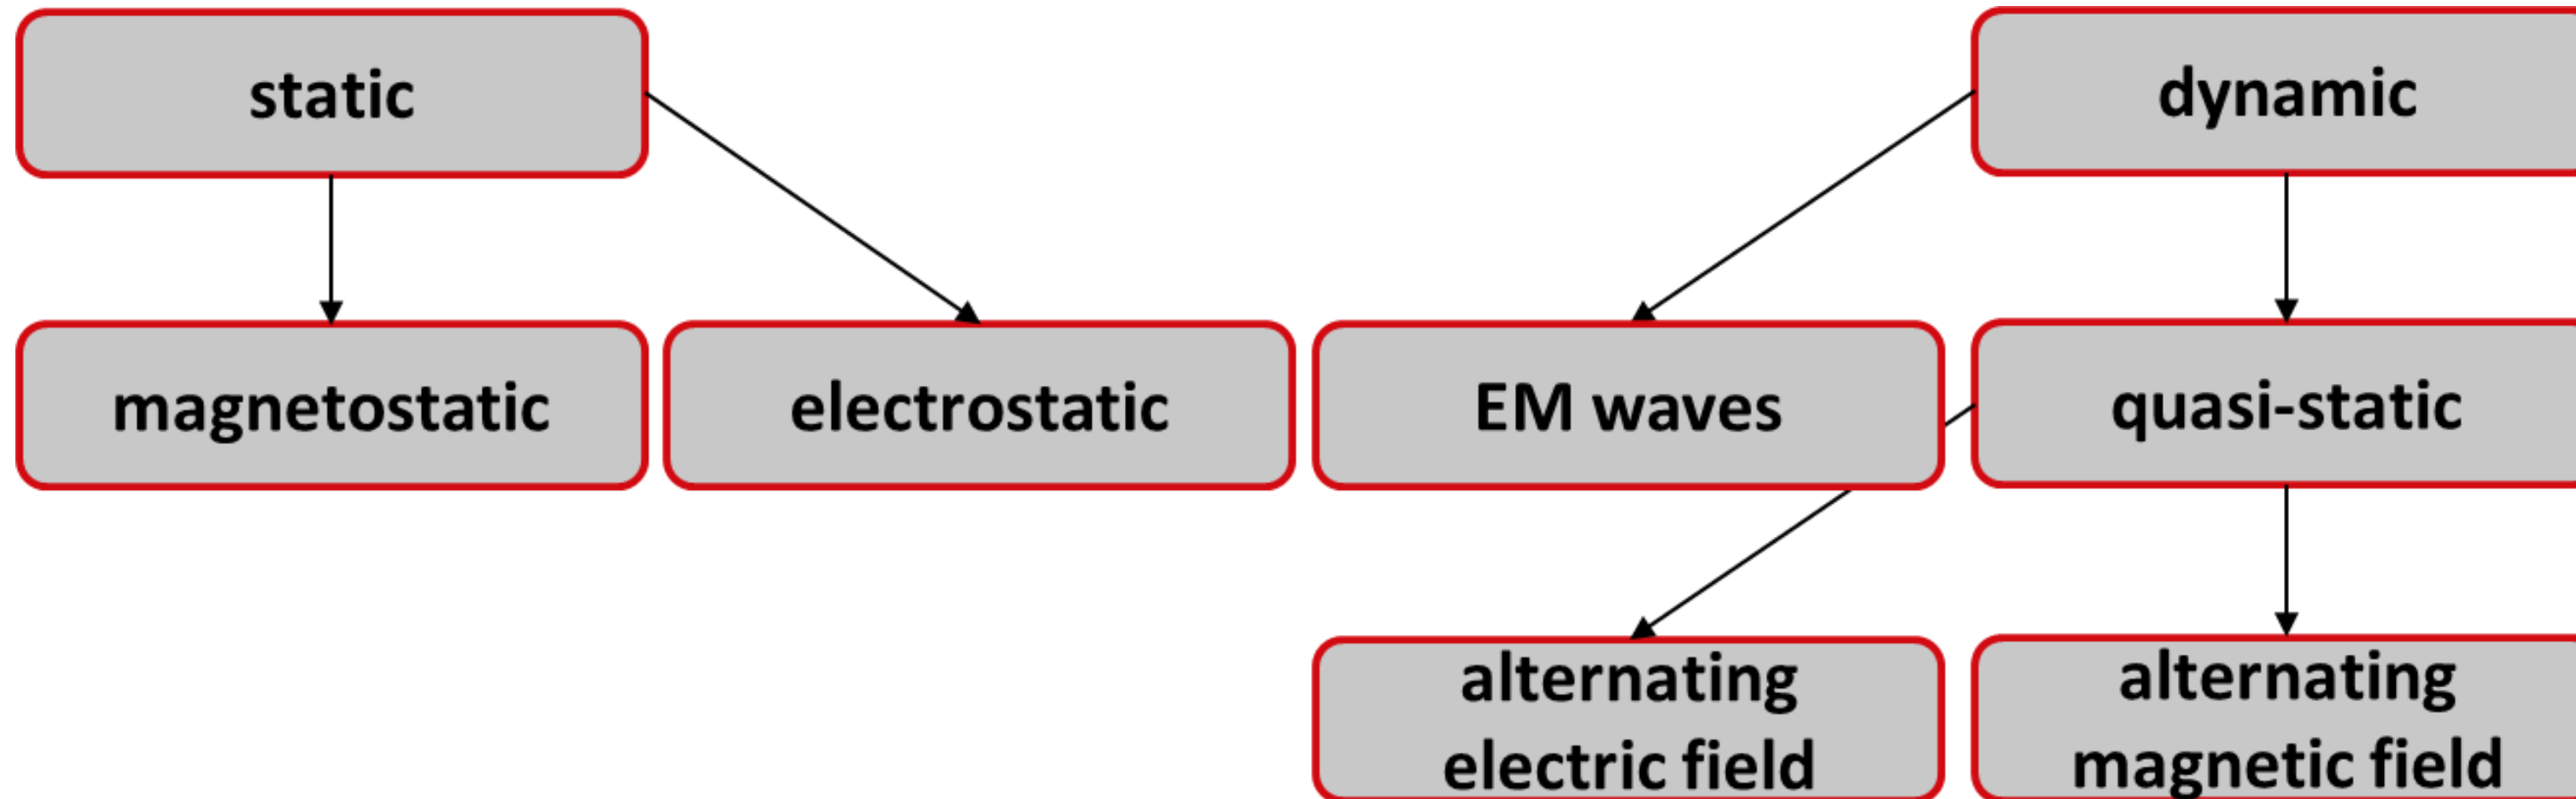 static
dynamic
magnetostatic
electrostatic
EM waves
quasi-static
alternating
electric field
alternating
magnetic field